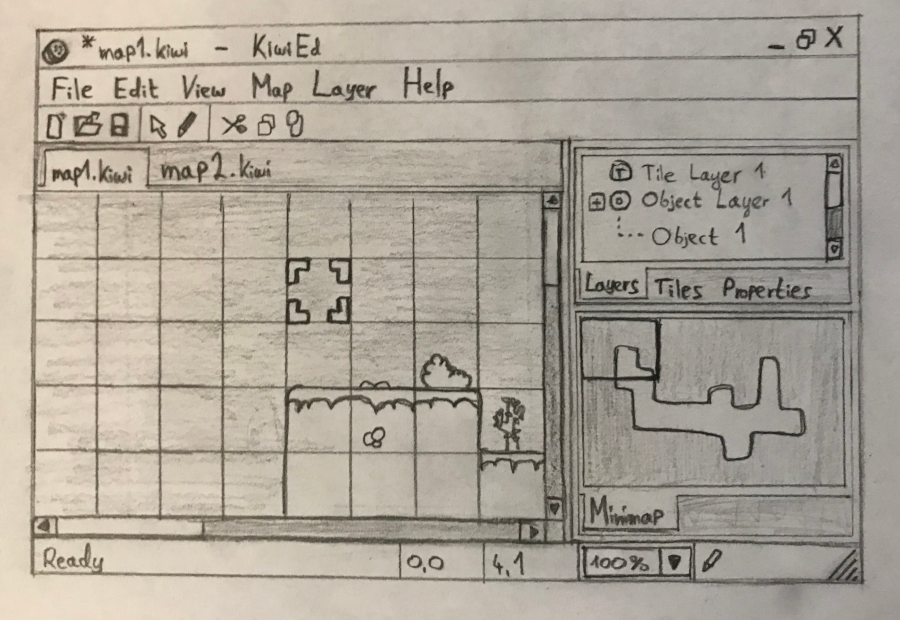 *map1.kiwi - KiwiEd
File Edit View Map Layer Help
map1.kiwi map2.kiwi
T Tile Layer 1
O Object Layer 1
Object 1
Layers Tiles Properties
Minimap
Ready 0,0 4,1 100%